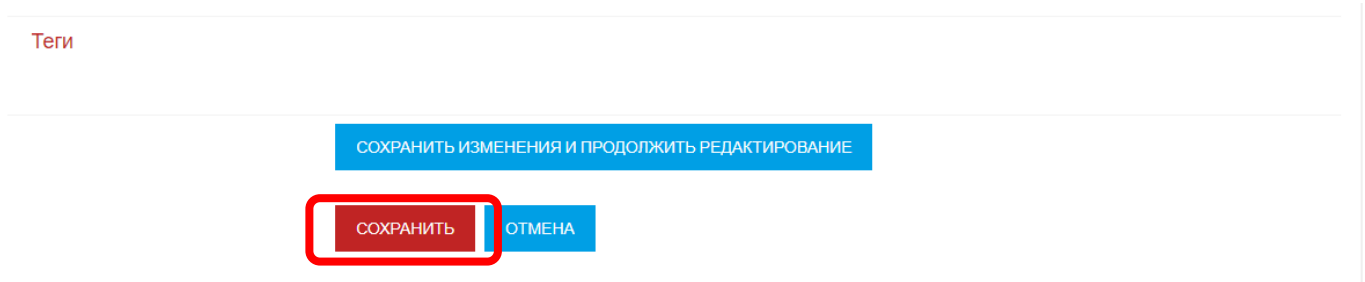 Теги
СОХРАНИТЬ ИЗМЕНЕНИЯ И ПРОДОЛЖИТЬ РЕДАКТИРОВАНИЕ
СОХРАНИТЬ ОТМЕНА